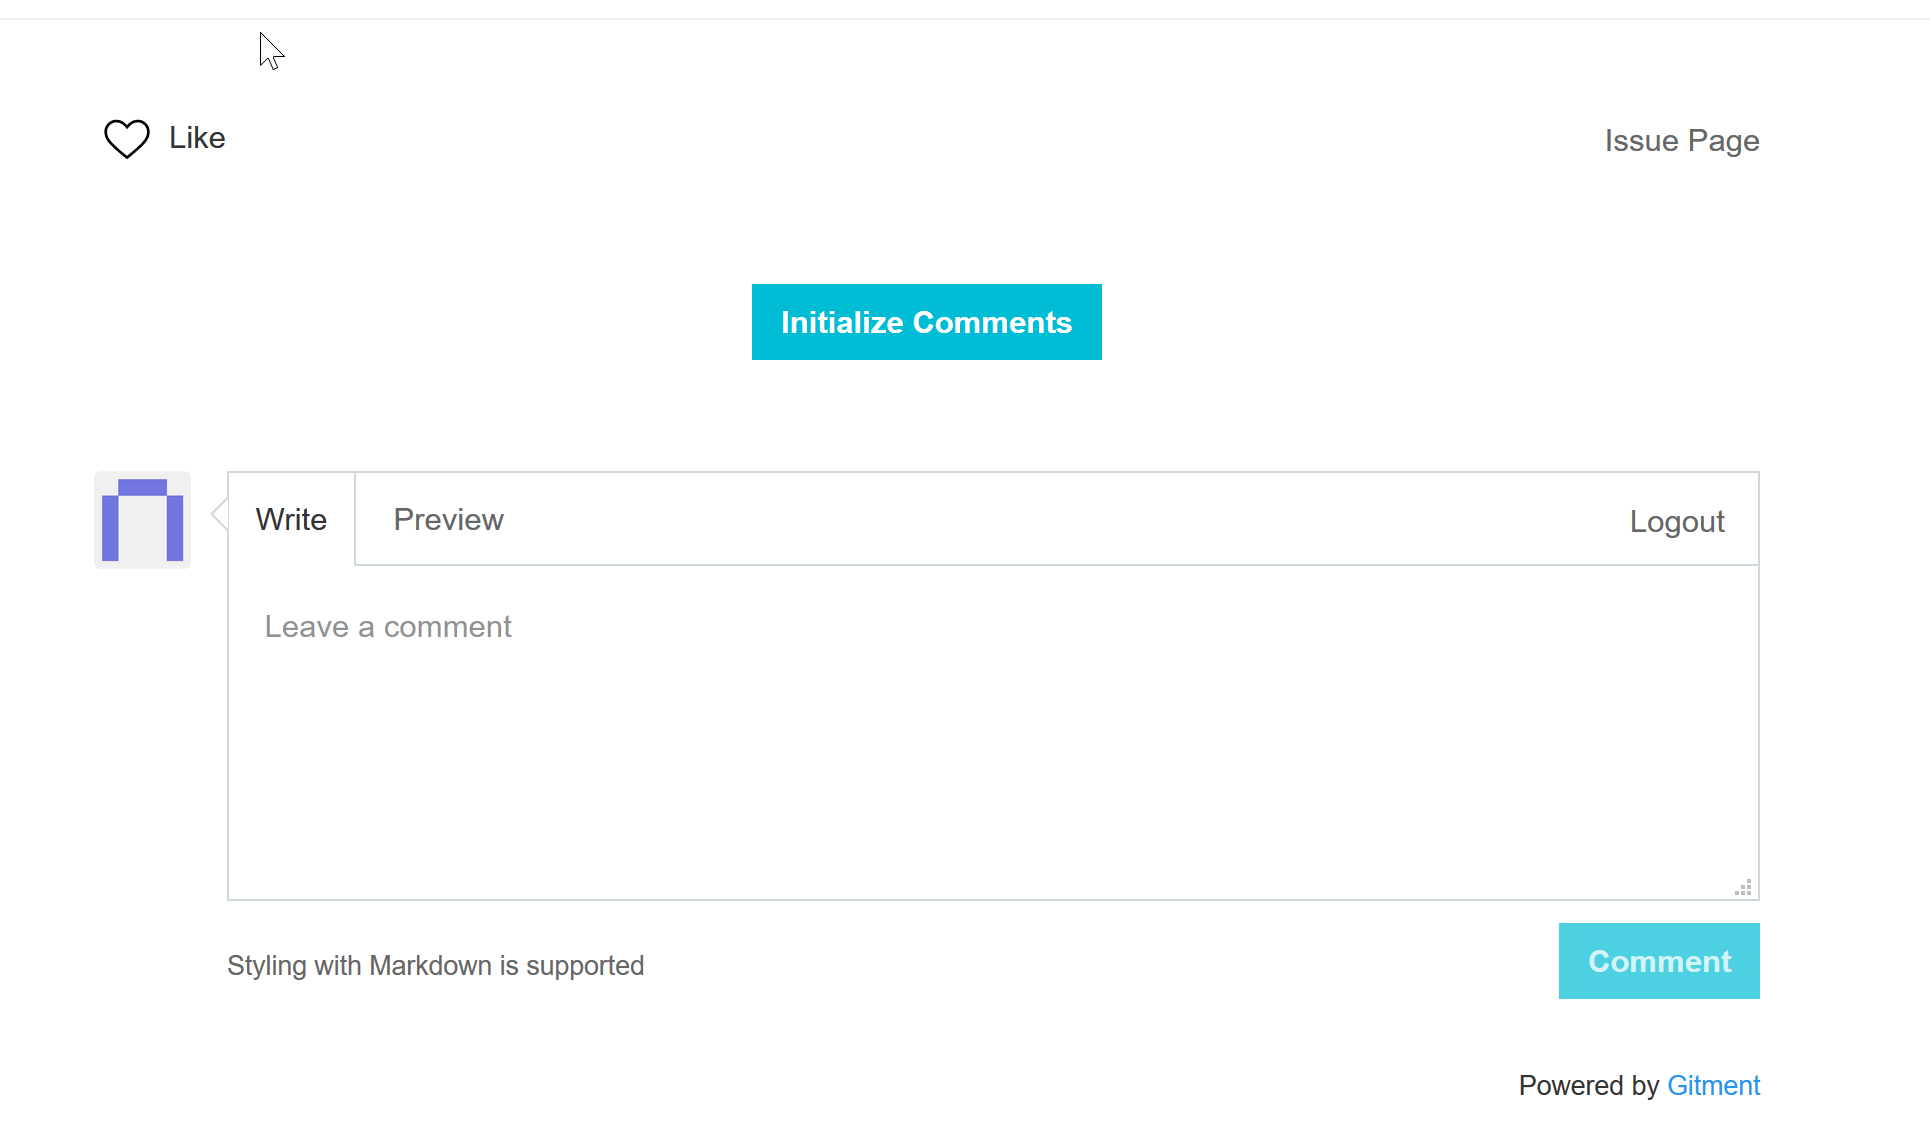 Like
Issue Page
Initialize Comments
Write
Preview
Logout
Leave a comment
Styling with Markdown is supported
Comment
Powered by Gitment